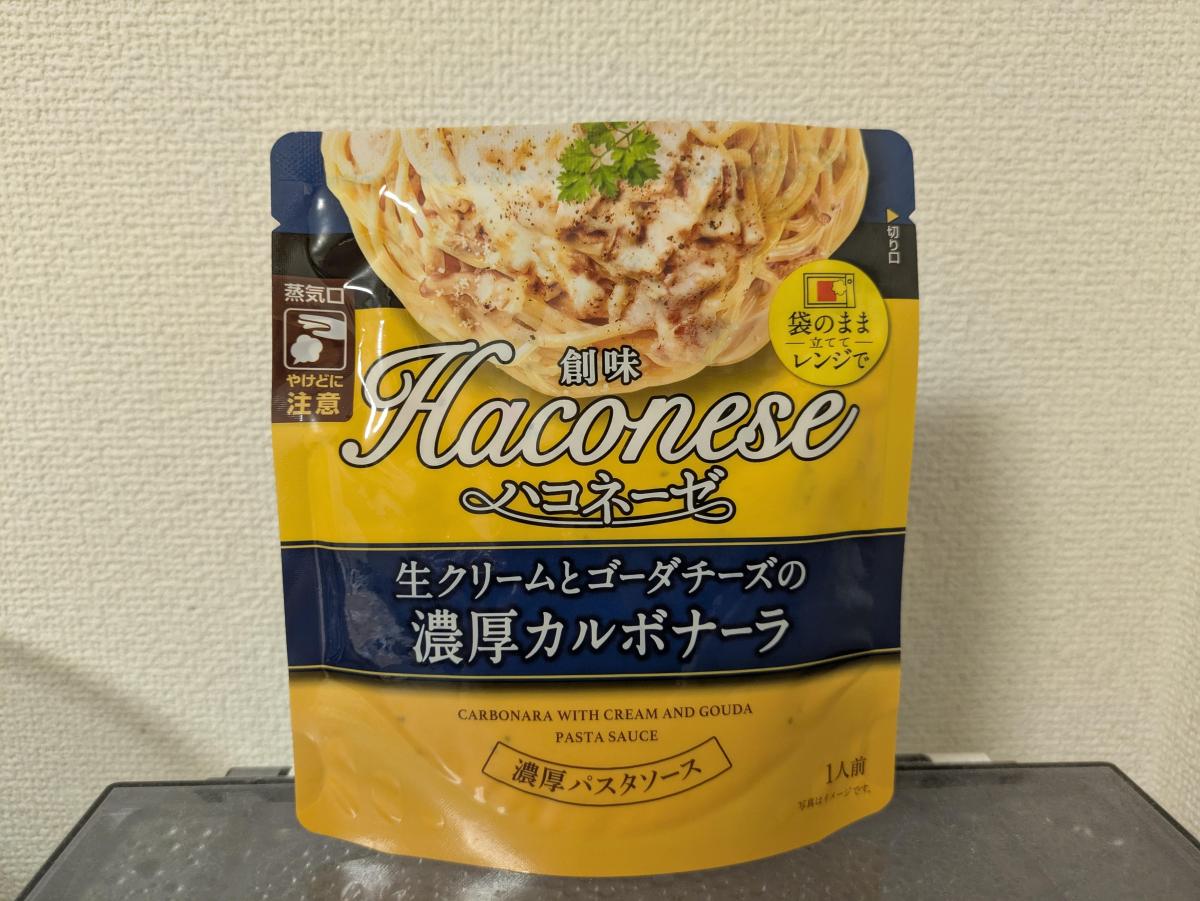 切り口
蒸気口
やけどに
注意
袋のまま
立てて
レンジで
創味
Haconese
ハコネーゼ
生クリームとゴーダチーズの
濃厚カルボナーラ
CARBONARA WITH CREAM AND GOUDA
PASTA SAUCE
濃厚パスタソース
1人前
写真はイメージです。